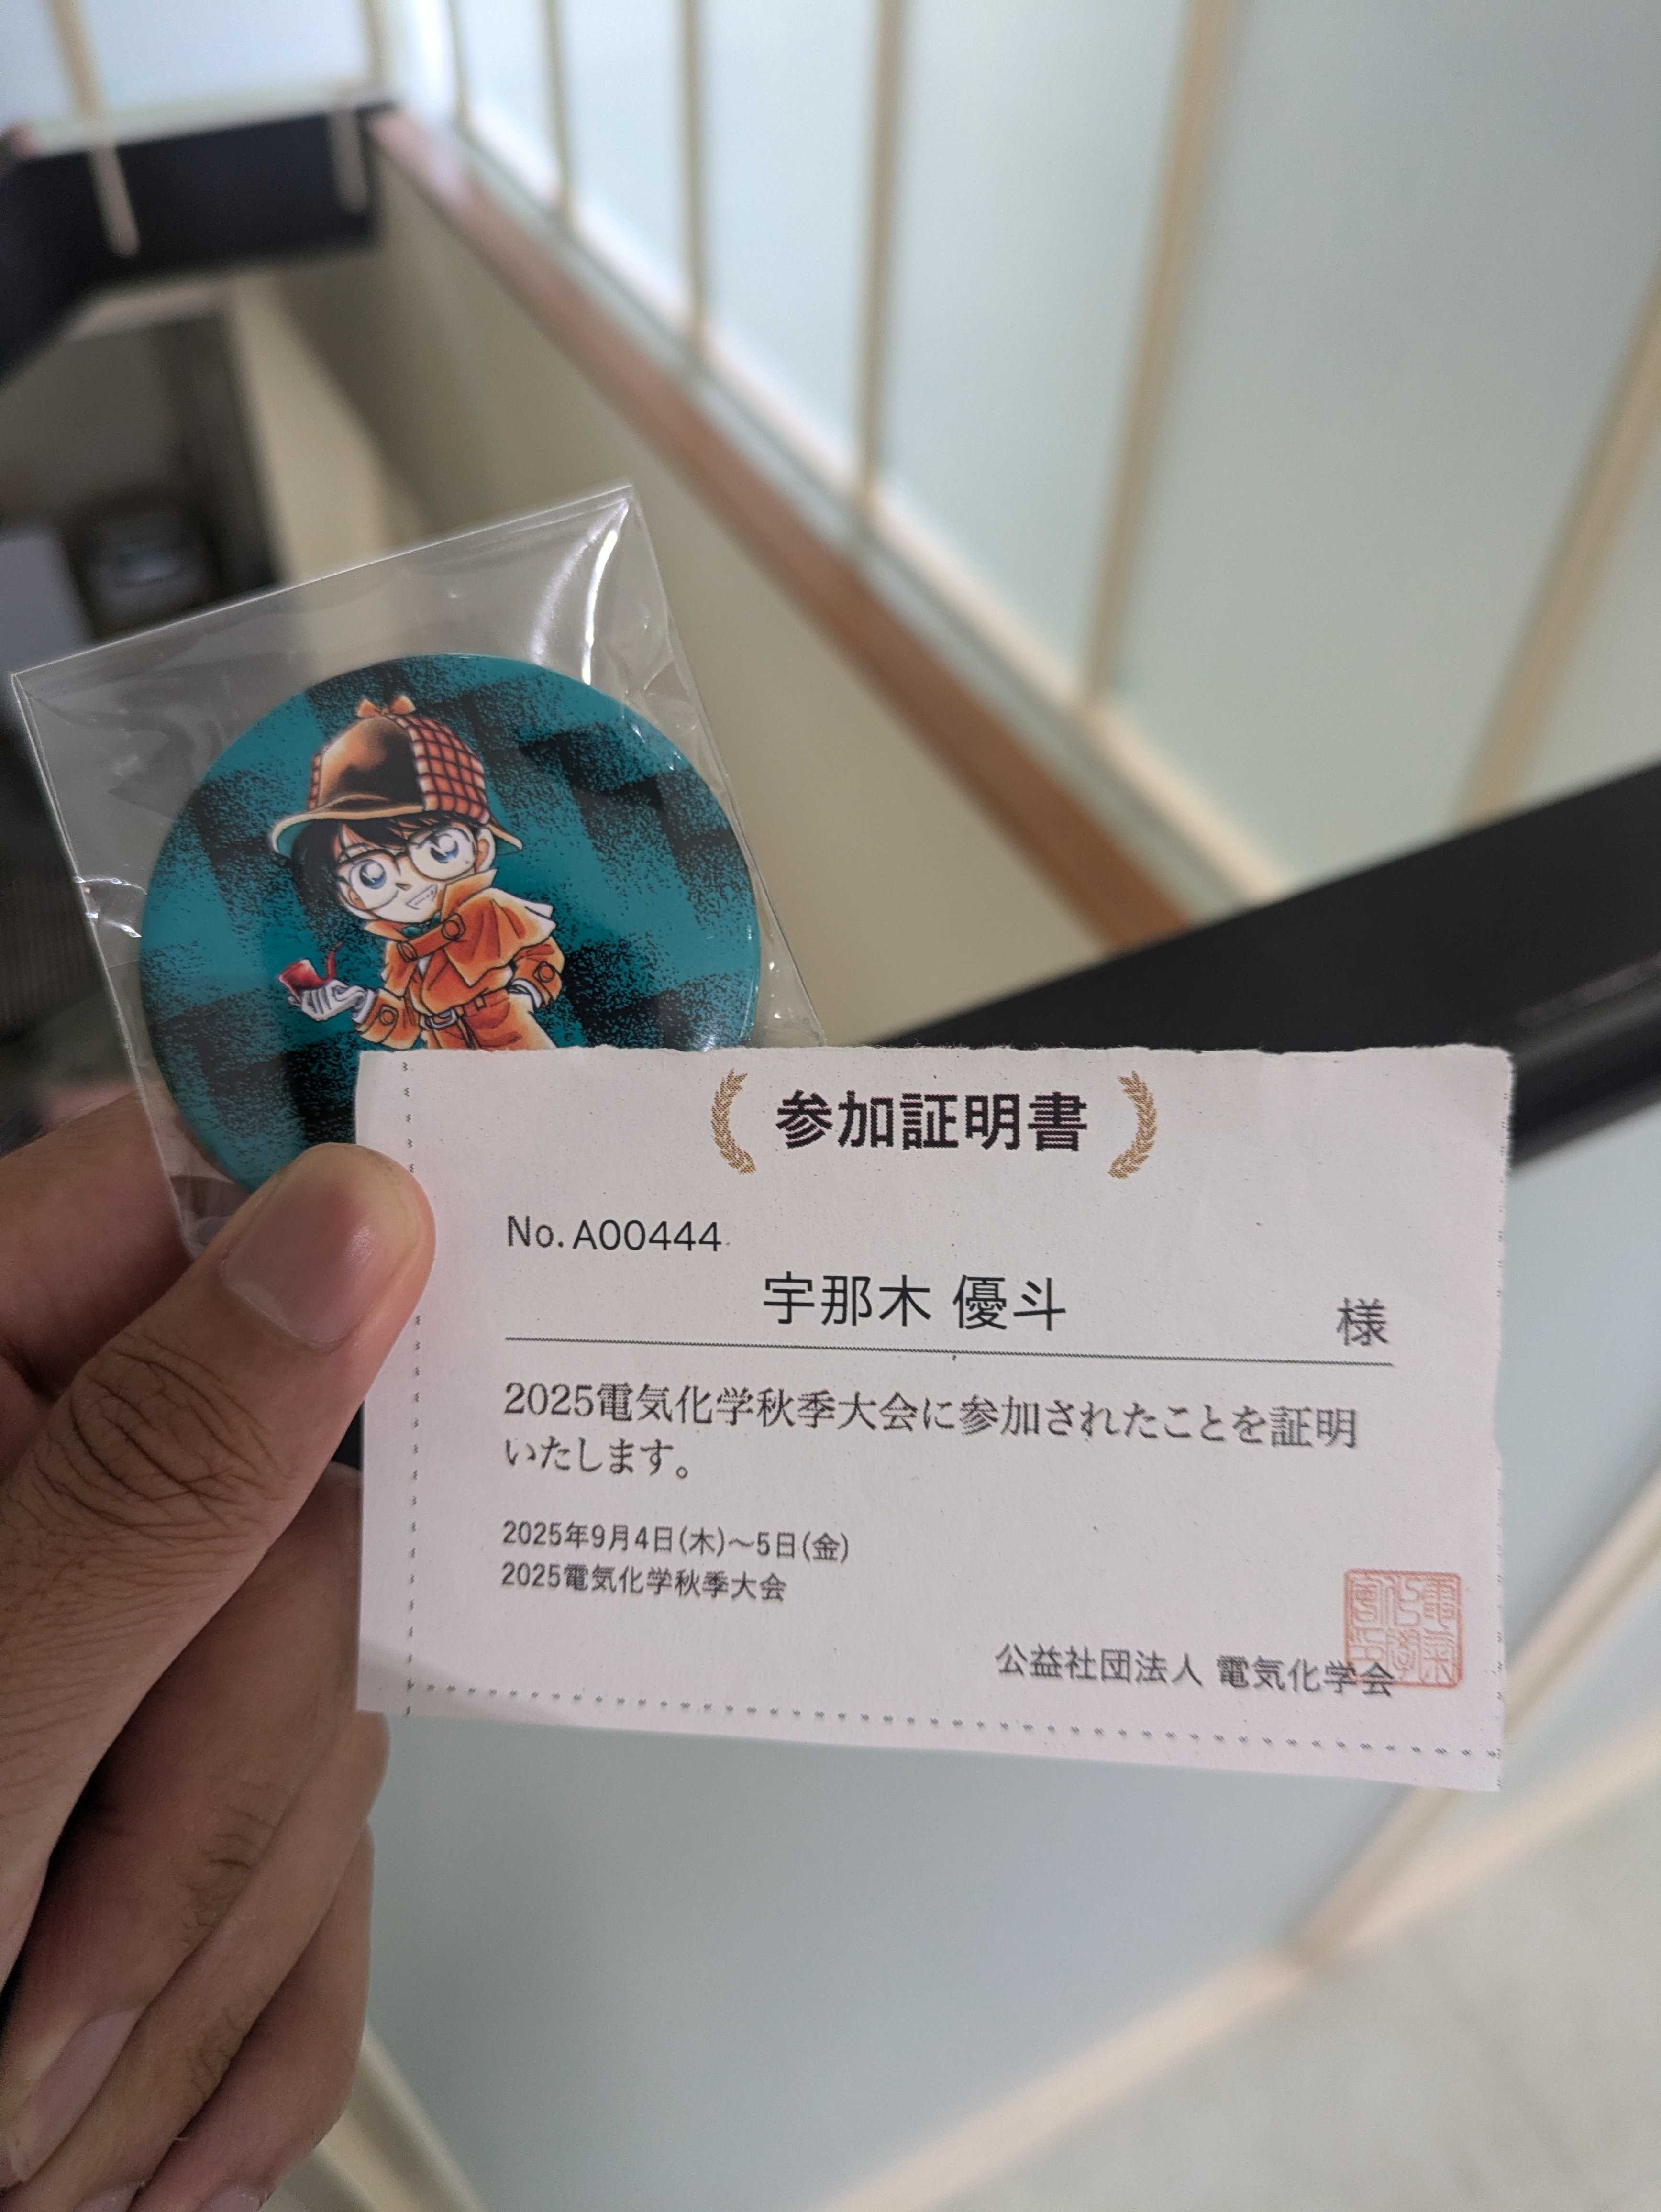 参加証明書
No. A00444
宇那木 優斗 様
2025電気化学秋季大会に参加されたことを証明
いたします。
2025年9月4日(木)～5日(金)
2025電気化学秋季大会
公益社団法人 電気化学会